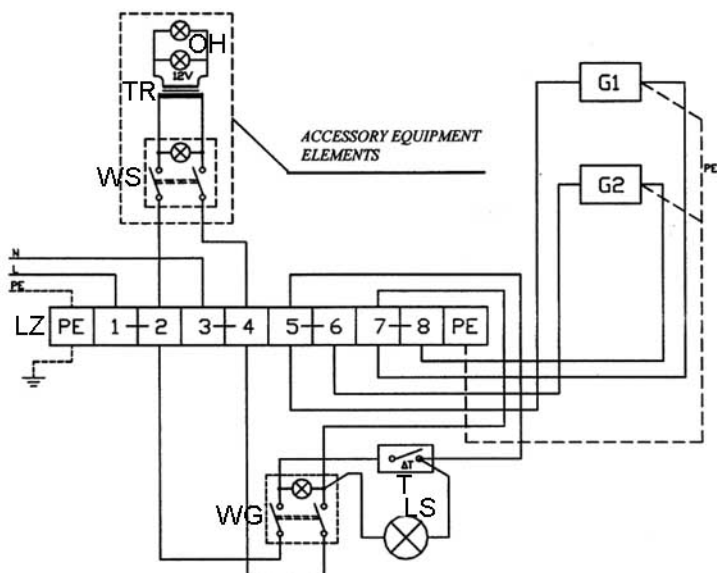 OH
12V
TR
G1
ACCESSORY EQUIPMENT
ELEMENTS
WS
PE
G2
N
L
PE
LZ PE 1 2 3 4 5 6 7 8 PE
ΔT
T
LS
WG